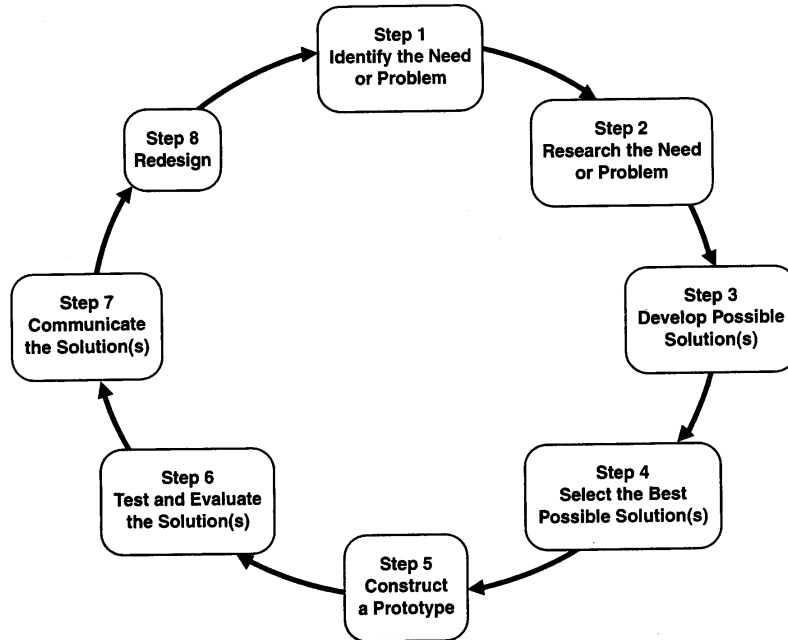 Step 1
Identify the Need
or Problem
Step 2
Research the Need
or Problem
Step 3
Develop Possible
Solution(s)
Step 4
Select the Best
Possible Solution(s)
Step 5
Construct
a Prototype
Step 6
Test and Evaluate
the Solution(s)
Step 7
Communicate
the Solution(s)
Step 8
Redesign